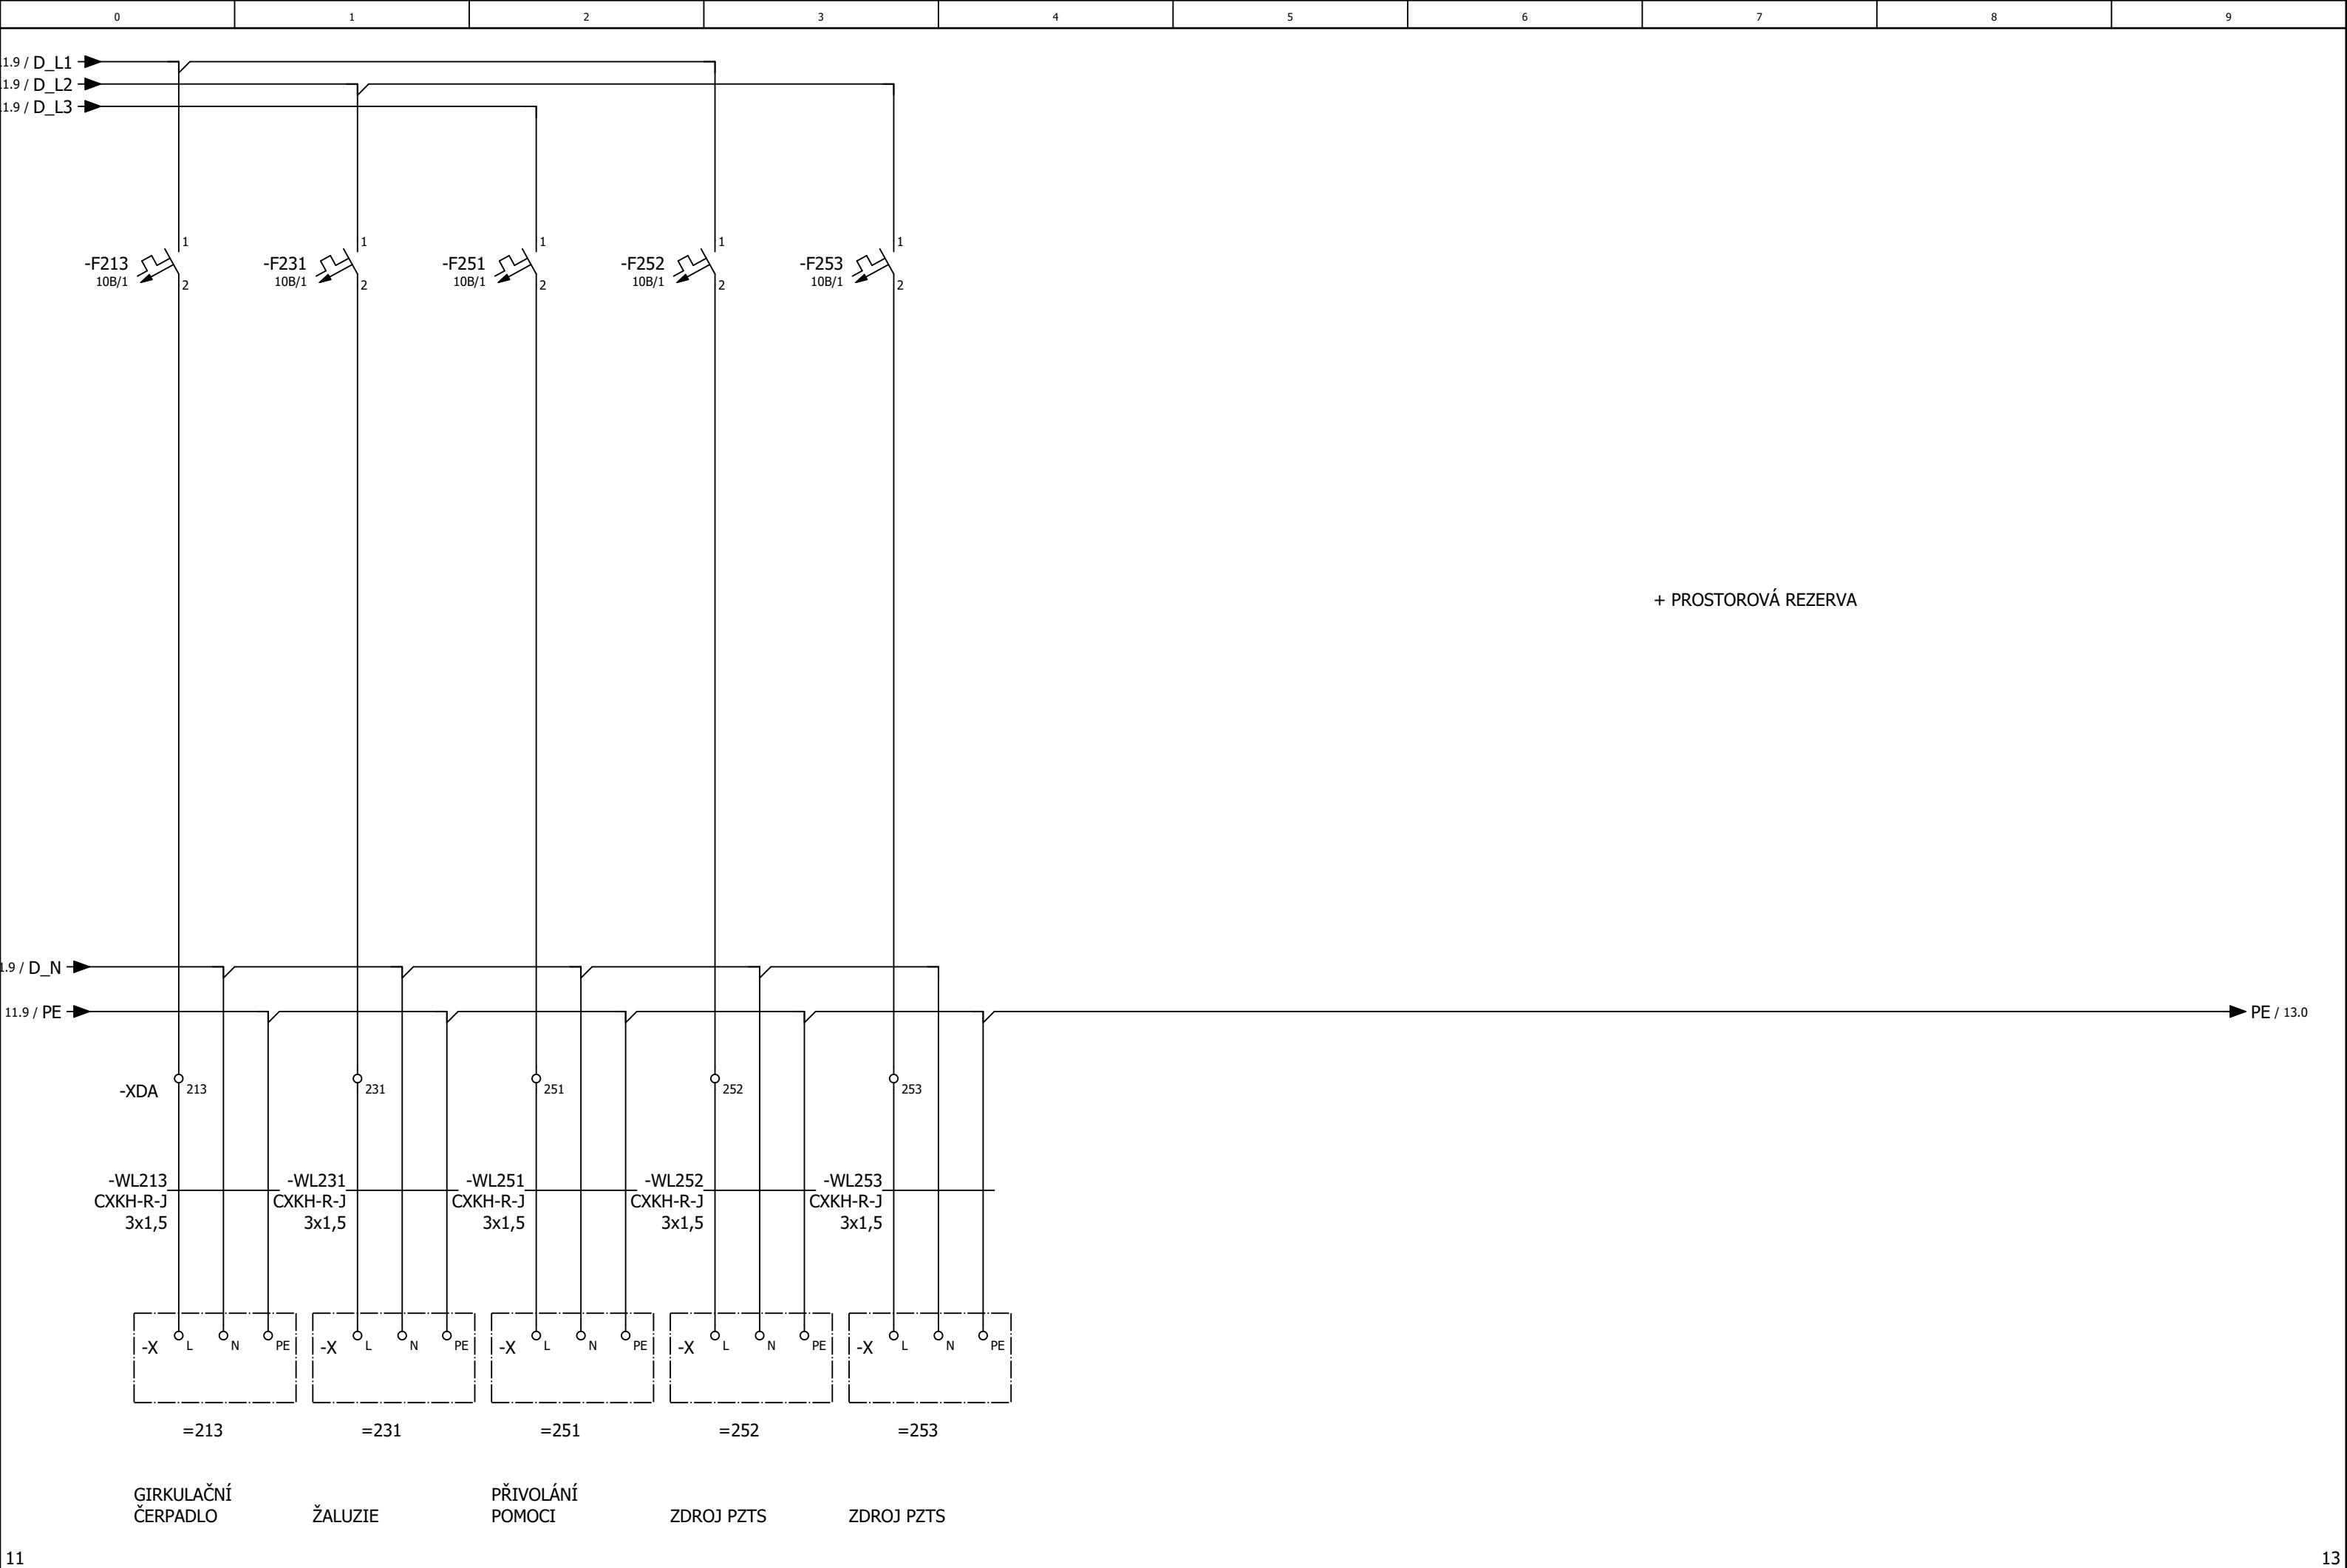 0 1 2 3 4 5 6 7 8 9
1.9 / D_L1
1.9 / D_L2
1.9 / D_L3
1 1 1 1 1
-F213 -F231 -F251 -F252 -F253
10B/1 10B/1 10B/1 10B/1 10B/1
2 2 2 2 2
+ PROSTOROVÁ REZERVA
1.9 / D_N
11.9 / PE PE / 13.0
-XDA 213 231 251 252 253
-WL213 -WL231 -WL251 -WL252 -WL253
CXKH-R-J CXKH-R-J CXKH-R-J CXKH-R-J CXKH-R-J
3x1,5 3x1,5 3x1,5 3x1,5 3x1,5
-X L N PE -X L N PE -X L N PE -X L N PE -X L N PE
=213 =231 =251 =252 =253
GIRKULAČNÍ PŘIVOLÁNÍ
ČERPADLO ŽALUZIE POMOCI ZDROJ PZTS ZDROJ PZTS
11 13